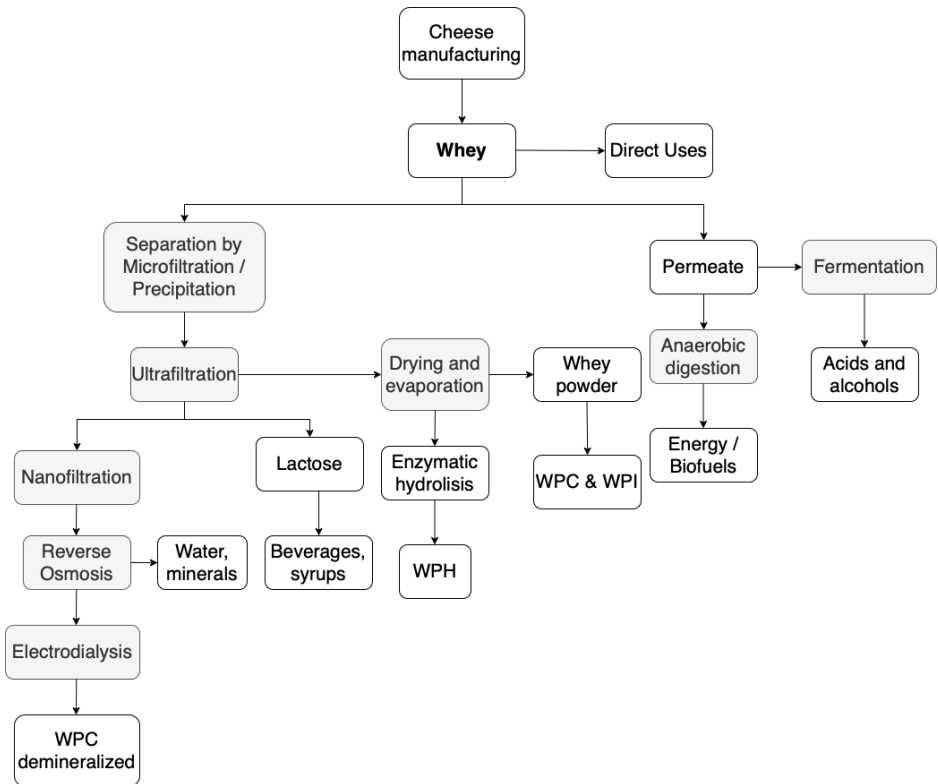 Cheese
manufacturing
Whey
Direct Uses
Separation by
Microfiltration /
Precipitation
Permeate
Fermentation
Ultrafiltration
Drying and
evaporation
Whey
powder
Anaerobic
digestion
Acids and
alcohols
Nanofiltration
Lactose
Enzymatic
hydrolisis
WPC & WPI
Energy /
Biofuels
Reverse
Osmosis
Water,
minerals
Beverages,
syrups
WPH
Electrodialysis
WPC
demineralized